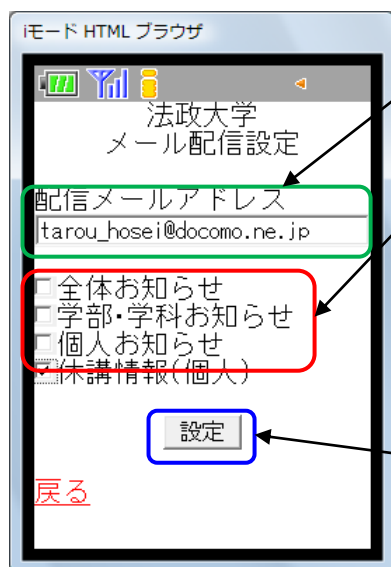 iモード HTML ブラウザ
法政大学
メール配信設定
配信メールアドレス
tarou_hosei@docomo.ne.jp
全体お知らせ
学部・学科お知らせ
個人お知らせ
休講情報(個人)
設定
戻る